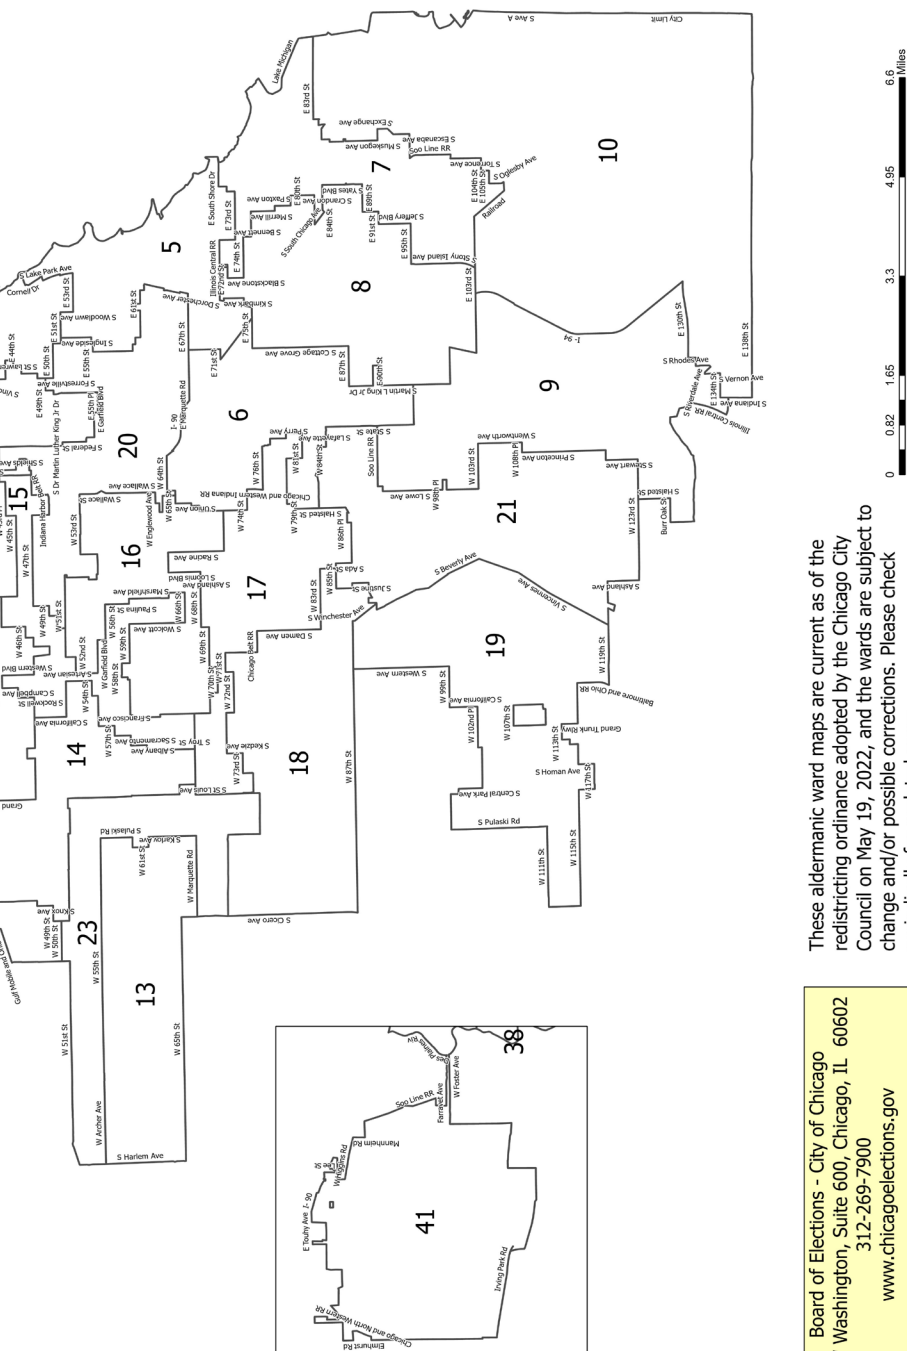 S Ave A
City Limit
Lake Michigan
E 83rd St
S Exchange Ave
S Muskegon Ave
S Escanaba Ave
Soo Line RR
S Torrence Ave
10
7
E 104th St
E 105th St
S Oglesby Ave
Railroad
E South Shore Dr
E 73rd St
S Paxton Ave
E 80th St
S Crandon Ave
S Yates Blvd
E 89th St
S Merrill Ave
S South Chicago Ave
E 84th St
E 91st St
S Jeffery Blvd
S Bennett Ave
E 95th St
5
Illinois Central RR
E 74th St
Stony Island Ave
S Lake Park Ave
Cornell Dr
E 53rd St
E 72nd St
S Blackstone Ave
8
E 103rd St
E 130th St
E 138th St
S Dorchester Ave
S Kimbark Ave
S Woodlawn Ave
E 61st St
E 51st St
S Ingleside Ave
E 67th St
E 75th St
I- 94
E 44th St
E 50th St
E 55th St
E 71st St
S Cottage Grove Ave
E 87th St
E 90th St
S Rhodes Ave
S Vernon Ave
S Forrestville Ave
S Martin L King Jr Dr
9
S Riverdale Ave
E 134th St
S Indiana Ave
Illinois Central RR
E 49th St
S Dr Martin Luther King Jr Dr
E 55th Pl
E Garfield Blvd
E Marquette Rd
I- 90
6
20
S Federal St
S Perry Ave
S Lafayette Ave
S State St
S Wentworth Ave
S Princeton Ave
S Stewart Ave
S Shields Ave
W 64th St
W 76th St
W 81st St
W 84th St
Soo Line RR
W 103rd St
W 108th Pl
15
S Wallace Ave
S Wallace St
W Englewood Ave
W 65th St
S Union Ave
Chicago and Western Indiana RR
W 74th St
W 79th St
S Halsted St
W 98th Pl
S Lowe Ave
21
S Halsted St
Burr Oak St
W 45th St
W 47th St
Indiana Harbor Belt RR
W 53rd St
16
S Racine Ave
W 86th Pl
W 123rd St
S Loomis Blvd
S Ashland Ave
17
W 85th St
S Ada St
S Justine St
S Beverly Ave
S Vincennes Ave
S Ashland Ave
W 49th St
W 51st St
S Marshfield Ave
W 56th St
S Paulina St
W 66th St
W 68th St
W 83rd St
S Winchester Ave
W 46th St
W 52nd St
W 59th St
S Wolcott Ave
W 69th St
S Damen Ave
Chicago Belt RR
19
W 119th St
S Western Blvd
S Artesian Ave
W Garfield Blvd
W 58th St
W 70th St
W 71st St
W 72nd St
S Western Ave
W 99th St
S Campbell Ave
S Rockwell St
W 54th St
S California Ave
Baltimore and Ohio RR
S California Ave
S Francisco Ave
W 57th St
W 102nd Pl
W 107th St
W 113th St
Grand Trunk RWy
14
S Sacramento Ave
S Albany Ave
S Troy St
S Kedzie Ave
W 73rd St
18
W 87th St
S Homan Ave
W 117th St
S St Louis Ave
S Central Park Ave
Grand
S Pulaski Rd
S Pulaski Rd
S Karlov Ave
W 61st St
W Marquette Rd
W 111th St
W 115th St
S Knox Ave
W 49th St
W 50th St
23
W 55th St
S Cicero Ave
13
W 51st St
W 65th St
W Archer Ave
S Harlem Ave
Des Plaines RIv
38
W Foster Ave
Soo Line RR
Farragut Ave
Mannheim Rd
W Higgins Rd
Lee St
I- 90
E Touhy Ave
41
Irving Park Rd
Chicago and North Western RR
Elmhurst Rd
0 0.82 1.65 3.3 4.95 6.6
Miles
These aldermanic ward maps are current as of the
redistricting ordinance adopted by the Chicago City
Council on May 19, 2022, and the wards are subject to
change and/or possible corrections. Please check
Board of Elections - City of Chicago
Washington, Suite 600, Chicago, IL 60602
312-269-7900
www.chicagoelections.gov